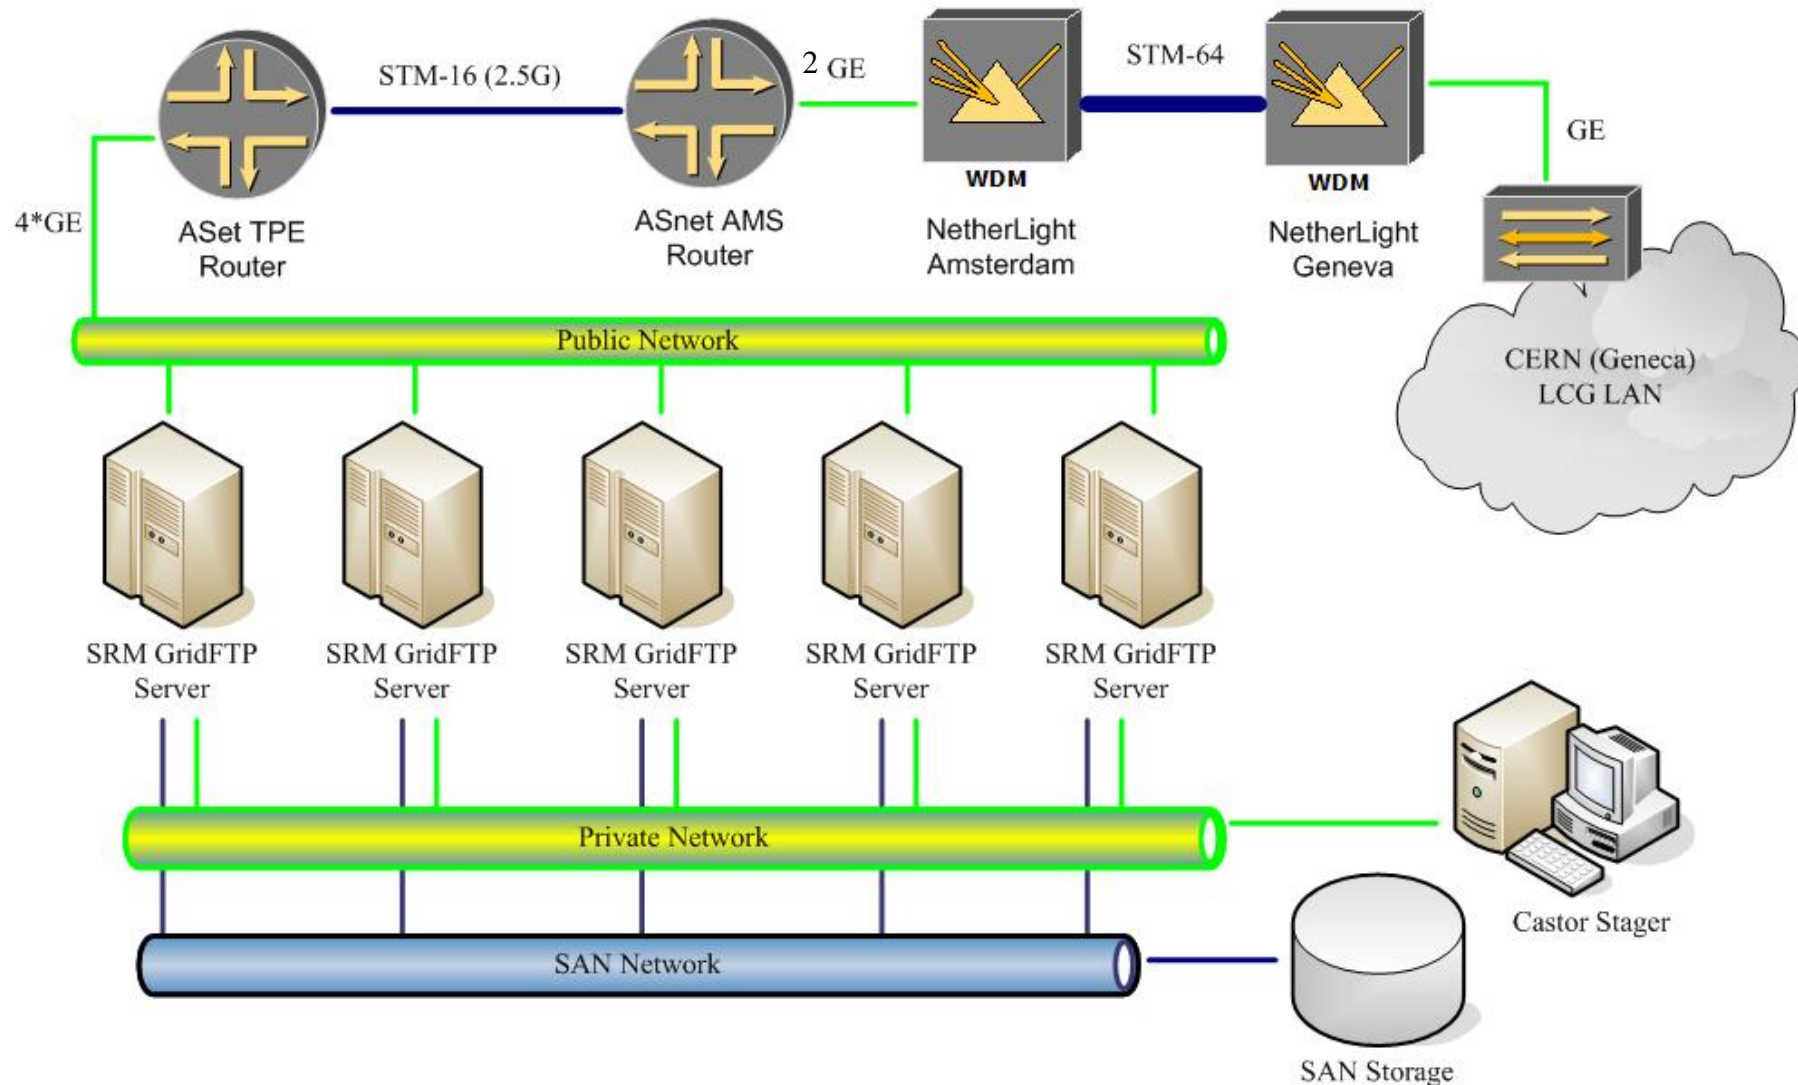 STM-16 (2.5G)
2 GE
STM-64
GE
WDM
WDM
4*GE
ASet TPE
Router
ASnet AMS
Router
NetherLight
Amsterdam
NetherLight
Geneva
Public Network
CERN (Geneca)
LCG LAN
SRM GridFTP
Server
SRM GridFTP
Server
SRM GridFTP
Server
SRM GridFTP
Server
SRM GridFTP
Server
Private Network
Castor Stager
SAN Network
SAN Storage